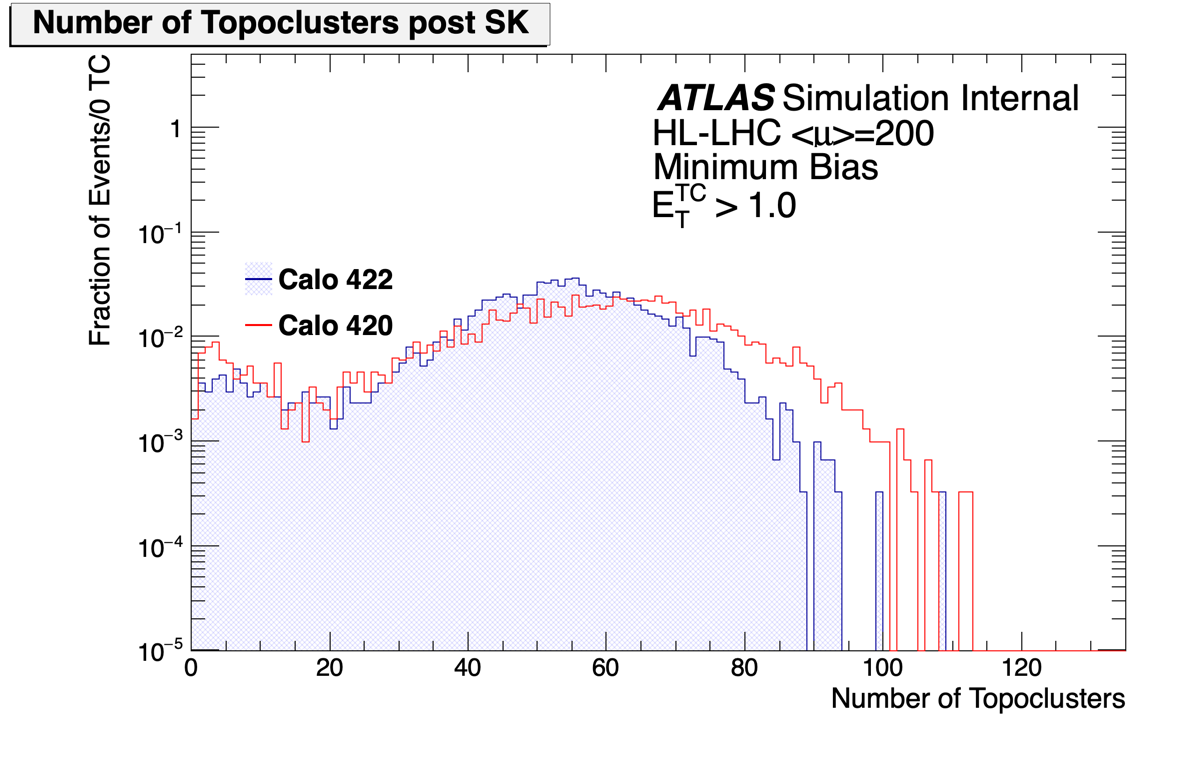 Number of Topoclusters post SK
Fraction of Events/0 TC
ATLAS Simulation Internal
HL-LHC <μ>=200
Minimum Bias
E_T^TC > 1.0
Calo 422
Calo 420
1
10⁻¹
10⁻²
10⁻³
10⁻⁴
10⁻⁵
0 20 40 60 80 100 120
Number of Topoclusters